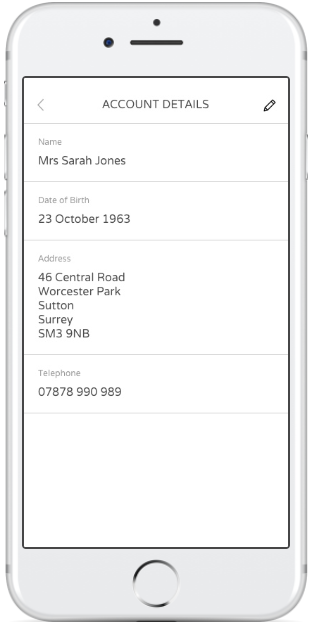 ACCOUNT DETAILS
Name
Mrs Sarah Jones
Date of Birth
23 October 1963
Address
46 Central Road
Worcester Park
Sutton
Surrey
SM3 9NB
Telephone
07878 990 989